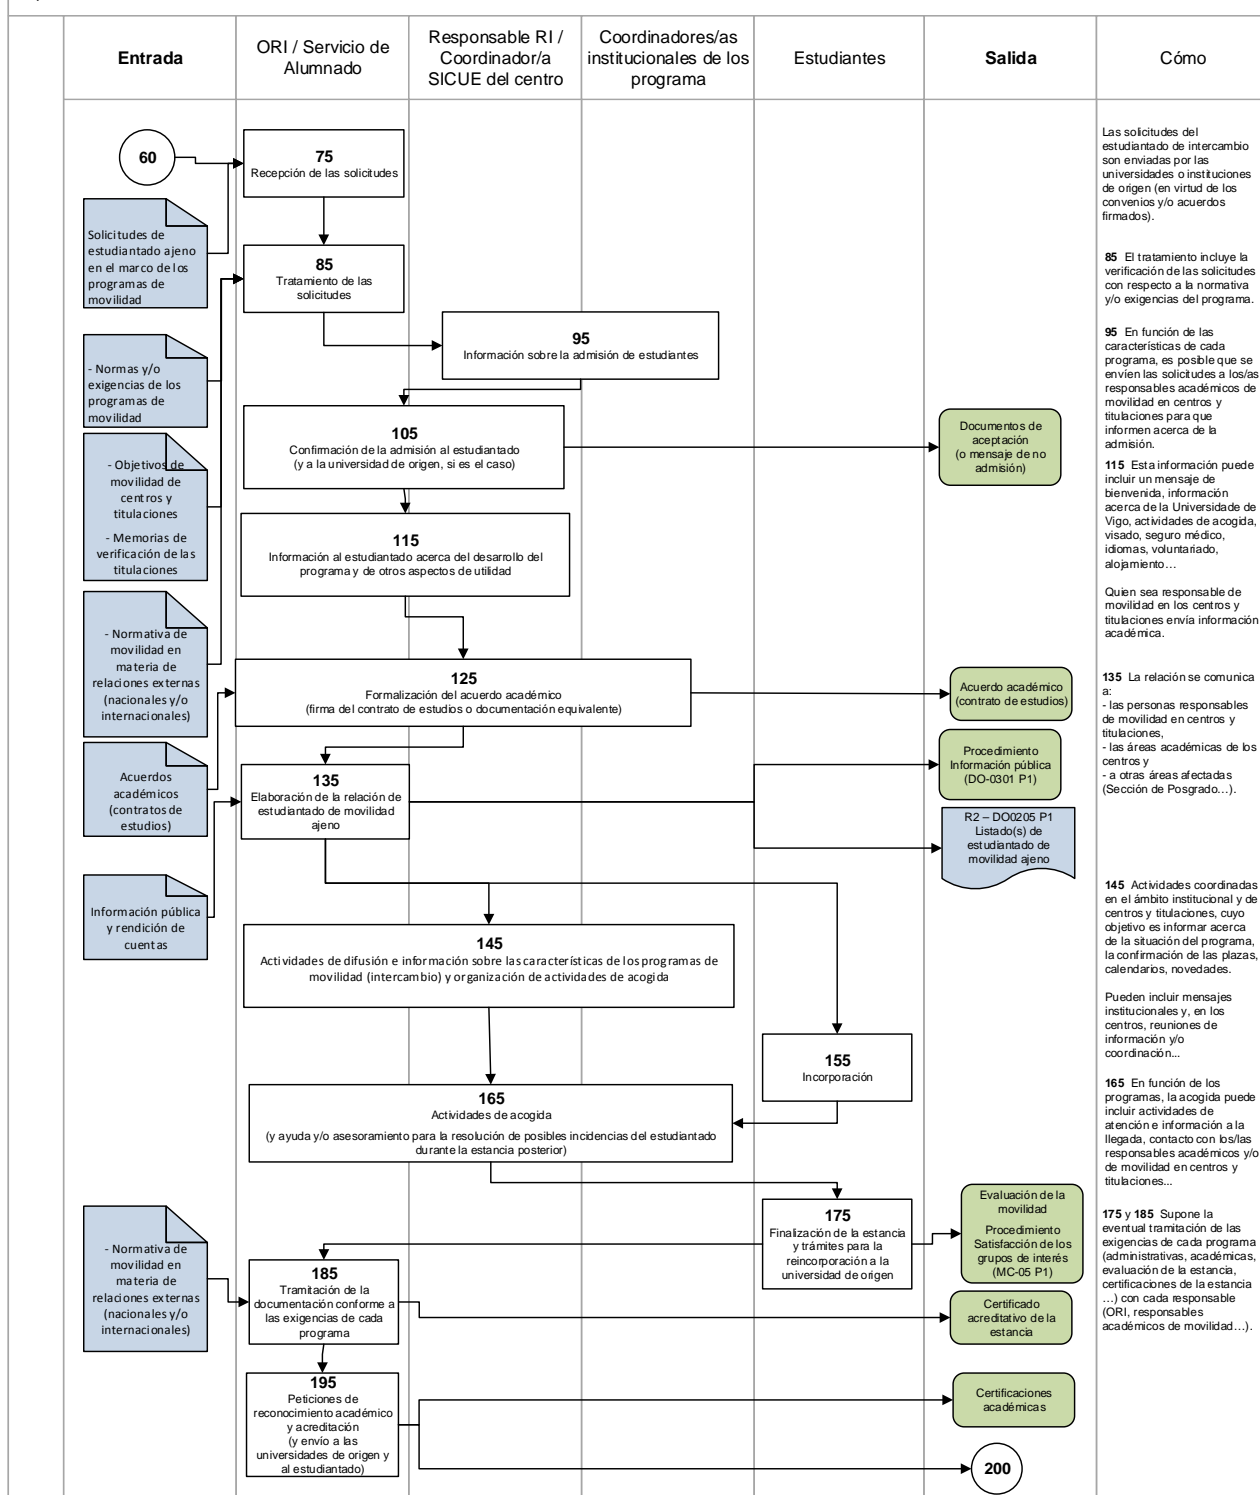 Entrada
ORI / Servicio de
Alumnado
Responsable RI /
Coordinador/a
SICUE del centro
Coordinadores/as
institucionales de los
programa
Estudiantes
Salida
Cómo
60
75
Recepción de las solicitudes
Solicitudes de
estudiantado ajeno
en el marco de los
programas de
movilidad
85
Tratamiento de las
solicitudes
95
Información sobre la admisión de estudiantes
- Normas y/o
exigencias de los
programas de
movilidad
105
Confirmación de la admisión al estudiantado
(y a la universidad de origen, si es el caso)
Documentos de
aceptación
(o mensaje de no
admisión)
- Objetivos de
movilidad de
centros y
titulaciones
- Memorias de
verificación de las
titulaciones
115
Información al estudiantado acerca del desarrollo del
programa y de otros aspectos de utilidad
- Normativa de
movilidad en
materia de
relaciones externas
(nacionales y/o
internacionales)
125
Formalización del acuerdo académico
(firma del contrato de estudios o documentación equivalente)
Acuerdo académico
(contrato de estudios)
Acuerdos
académicos
(contratos de
estudios)
135
Elaboración de la relación de
estudiantado de movilidad
ajeno
Procedimiento
Información pública
(DO-0301 P1)
R2 – DO0205 P1
Listado(s) de
estudiantado de
movilidad ajeno
Información pública
y rendición de
cuentas
145
Actividades de difusión e información sobre las características de los programas de
movilidad (intercambio) y organización de actividades de acogida
155
Incorporación
165
Actividades de acogida
(y ayuda y/o asesoramiento para la resolución de posibles incidencias del estudiantado
durante la estancia posterior)
175
Finalización de la estancia
y trámites para la
reincorporación a la
universidad de origen
Evaluación de la
movilidad
Procedimiento
Satisfacción de los
grupos de interés
(MC-05 P1)
- Normativa de
movilidad en
materia de
relaciones externas
(nacionales y/o
internacionales)
185
Tramitación de la
documentación conforme a
las exigencias de cada
programa
Certificado
acreditativo de la
estancia
195
Peticiones de
reconocimiento académico
y acreditación
(y envío a las
universidades de origen y
al estudiantado)
Certificaciones
académicas
200
Las solicitudes del
estudiantado de intercambio
son enviadas por las
universidades o instituciones
de origen (en virtud de los
convenios y/o acuerdos
firmados).
85 El tratamiento incluye la
verificación de las solicitudes
con respecto a la normativa
y/o exigencias del programa.
95 En función de las
características de cada
programa, es posible que se
envíen las solicitudes a los/as
responsables académicos de
movilidad en centros y
titulaciones para que
informen acerca de la
admisión.
115 Esta información puede
incluir un mensaje de
bienvenida, información
acerca de la Universidade de
Vigo, actividades de acogida,
visado, seguro médico,
idiomas, voluntariado,
alojamiento…
Quien sea responsable de
movilidad en los centros y
titulaciones envía información
académica.
135 La relación se comunica
a:
- las personas responsables
de movilidad en centros y
titulaciones,
- las áreas académicas de los
centros y
- a otras áreas afectadas
(Sección de Posgrado…).
145 Actividades coordinadas
en el ámbito institucional y de
centros y titulaciones, cuyo
objetivo es informar acerca
de la situación del programa,
la confirmación de las plazas,
calendarios, novedades.
Pueden incluir mensajes
institucionales y, en los
centros, reuniones de
información y/o
coordinación...
165 En función de los
programas, la acogida puede
incluir actividades de
atención e información a la
llegada, contacto con los/las
responsables académicos y/o
de movilidad en centros y
titulaciones...
175 y 185 Supone la
eventual tramitación de las
exigencias de cada programa
(administrativas, académicas,
evaluación de la estancia,
certificaciones de la estancia
…) con cada responsable
(ORI, responsables
académicos de movilidad…).